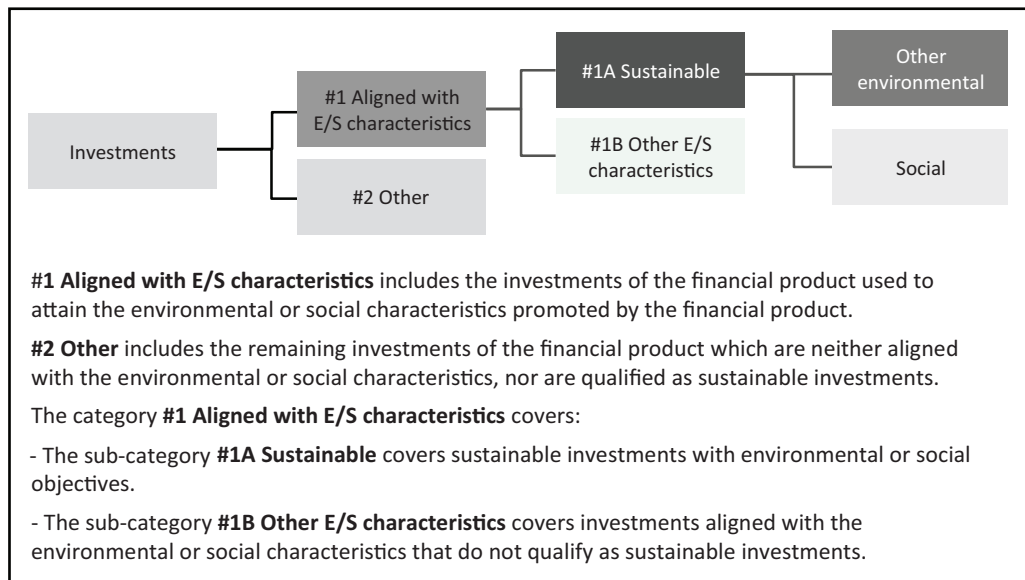 Investments
#1 Aligned with
E/S characteristics
#2 Other
#1A Sustainable
#1B Other E/S
characteristics
Other
environmental
Social
#1 Aligned with E/S characteristics includes the investments of the financial product used to
attain the environmental or social characteristics promoted by the financial product.
#2 Other includes the remaining investments of the financial product which are neither aligned
with the environmental or social characteristics, nor are qualified as sustainable investments.
The category #1 Aligned with E/S characteristics covers:
- The sub-category #1A Sustainable covers sustainable investments with environmental or social
objectives.
- The sub-category #1B Other E/S characteristics covers investments aligned with the
environmental or social characteristics that do not qualify as sustainable investments.